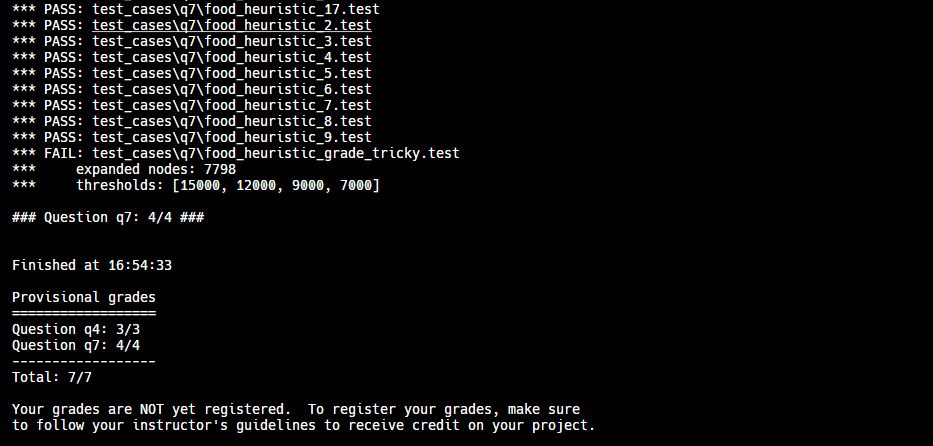 *** PASS: test_cases\q7\food_heuristic_17.test
*** PASS: test_cases\q7\food_heuristic_2.test
*** PASS: test_cases\q7\food_heuristic_3.test
*** PASS: test_cases\q7\food_heuristic_4.test
*** PASS: test_cases\q7\food_heuristic_5.test
*** PASS: test_cases\q7\food_heuristic_6.test
*** PASS: test_cases\q7\food_heuristic_7.test
*** PASS: test_cases\q7\food_heuristic_8.test
*** PASS: test_cases\q7\food_heuristic_9.test
*** FAIL: test_cases\q7\food_heuristic_grade_tricky.test
***     expanded nodes: 7798
***     thresholds: [15000, 12000, 9000, 7000]

### Question q7: 4/4 ###

Finished at 16:54:33

Provisional grades
==================
Question q4: 3/3
Question q7: 4/4
------------------
Total: 7/7

Your grades are NOT yet registered.  To register your grades, make sure
to follow your instructor's guidelines to receive credit on your project.